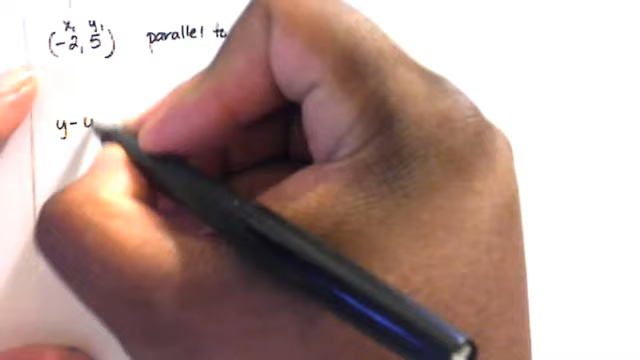 x₁ y₁
(-2, 5) parallel to
y - y